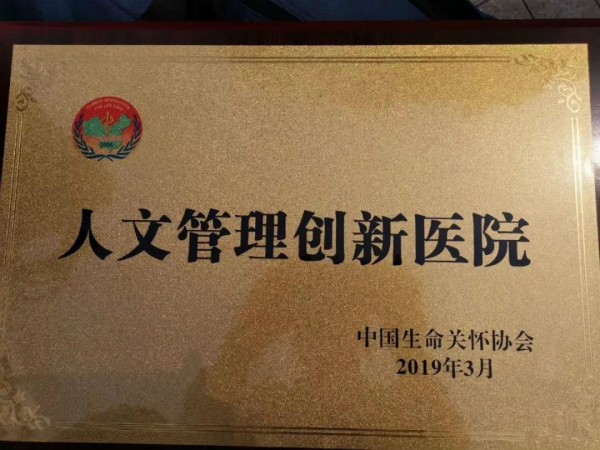 人文管理创新医院
中国生命关怀协会
2019年3月